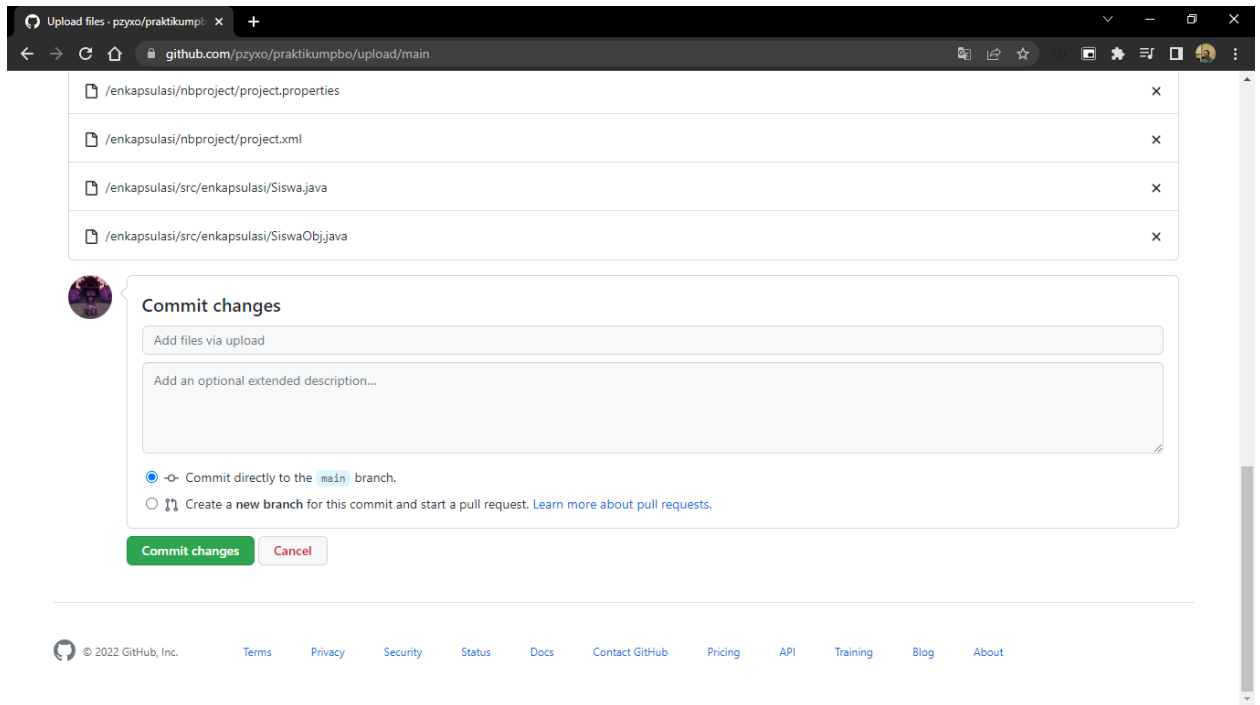 Upload files · pzyxo/praktikumpb
github.com/pzyxo/praktikumpbo/upload/main
/enkapsulasi/nbproject/project.properties
/enkapsulasi/nbproject/project.xml
/enkapsulasi/src/enkapsulasi/Siswa.java
/enkapsulasi/src/enkapsulasi/SiswaObj.java
Commit changes
Add files via upload
Add an optional extended description...
Commit directly to the main branch.
Create a new branch for this commit and start a pull request. Learn more about pull requests.
Commit changes Cancel
© 2022 GitHub, Inc. Terms Privacy Security Status Docs Contact GitHub Pricing API Training Blog About